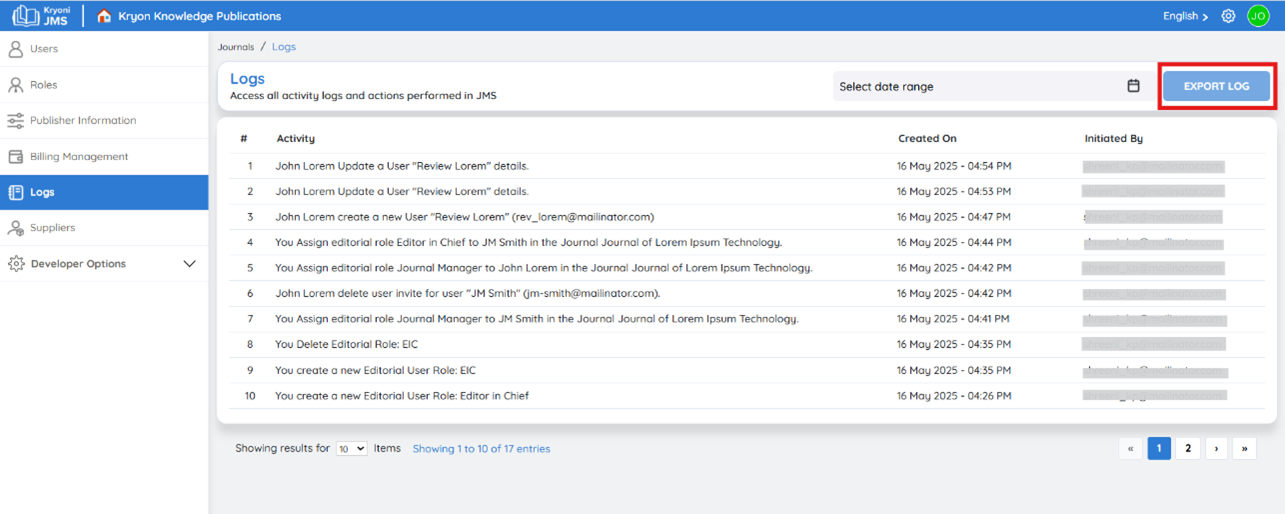 Kryoni
JMS
Kryon Knowledge Publications
English
JO
Users
Roles
Publisher Information
Billing Management
Logs
Suppliers
Developer Options
Journals / Logs
Logs
Access all activity logs and actions performed in JMS
Select date range
EXPORT LOG
# Activity Created On Initiated By
1 John Lorem Update a User "Review Lorem" details. 16 May 2025 - 04:54 PM
2 John Lorem Update a User "Review Lorem" details. 16 May 2025 - 04:53 PM
3 John Lorem create a new User "Review Lorem" (rev_lorem@mailinator.com) 16 May 2025 - 04:47 PM
4 You Assign editorial role Editor in Chief to JM Smith in the Journal Journal of Lorem Ipsum Technology. 16 May 2025 - 04:44 PM
5 You Assign editorial role Journal Manager to John Lorem in the Journal Journal of Lorem Ipsum Technology. 16 May 2025 - 04:42 PM
6 John Lorem delete user invite for user "JM Smith" (jm-smith@mailinator.com). 16 May 2025 - 04:42 PM
7 You Assign editorial role Journal Manager to JM Smith in the Journal Journal of Lorem Ipsum Technology. 16 May 2025 - 04:41 PM
8 You Delete Editorial Role: EIC 16 May 2025 - 04:35 PM
9 You create a new Editorial User Role: EIC 16 May 2025 - 04:35 PM
10 You create a new Editorial User Role: Editor in Chief 16 May 2025 - 04:26 PM
Showing results for 10 Items Showing 1 to 10 of 17 entries « 1 2 › »